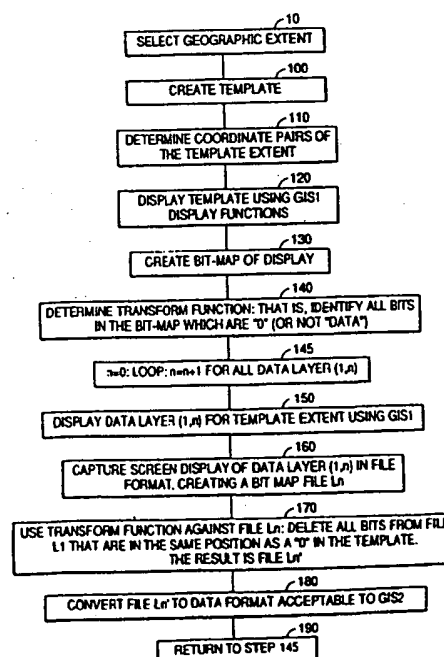 10
SELECT GEOGRAPHIC EXTENT
100
CREATE TEMPLATE
110
DETERMINE COORDINATE PAIRS OF
THE TEMPLATE EXTENT
120
DISPLAY TEMPLATE USING GIS1
DISPLAY FUNCTIONS
130
CREATE BIT-MAP OF DISPLAY
140
DETERMINE TRANSFORM FUNCTION: THAT IS, IDENTIFY ALL BITS
IN THE BIT-MAP WHICH ARE "0" (OR NOT "DATA")
145
n=0: LOOP: n=n+1 FOR ALL DATA LAYER (1,n)
150
DISPLAY DATA LAYER (1,n) FOR TEMPLATE EXTENT USING GIS1
160
CAPTURE SCREEN DISPLAY OF DATA LAYER (1,n) IN FILE
FORMAT, CREATING A BIT MAP FILE Ln
170
USE TRANSFORM FUNCTION AGAINST FILE Ln: DELETE ALL BITS FROM FILE
L1 THAT ARE IN THE SAME POSITION AS A "0" IN THE TEMPLATE.
THE RESULT IS FILE Ln'
180
CONVERT FILE Ln' TO DATA FORMAT ACCEPTABLE TO GIS2
190
RETURN TO STEP 145